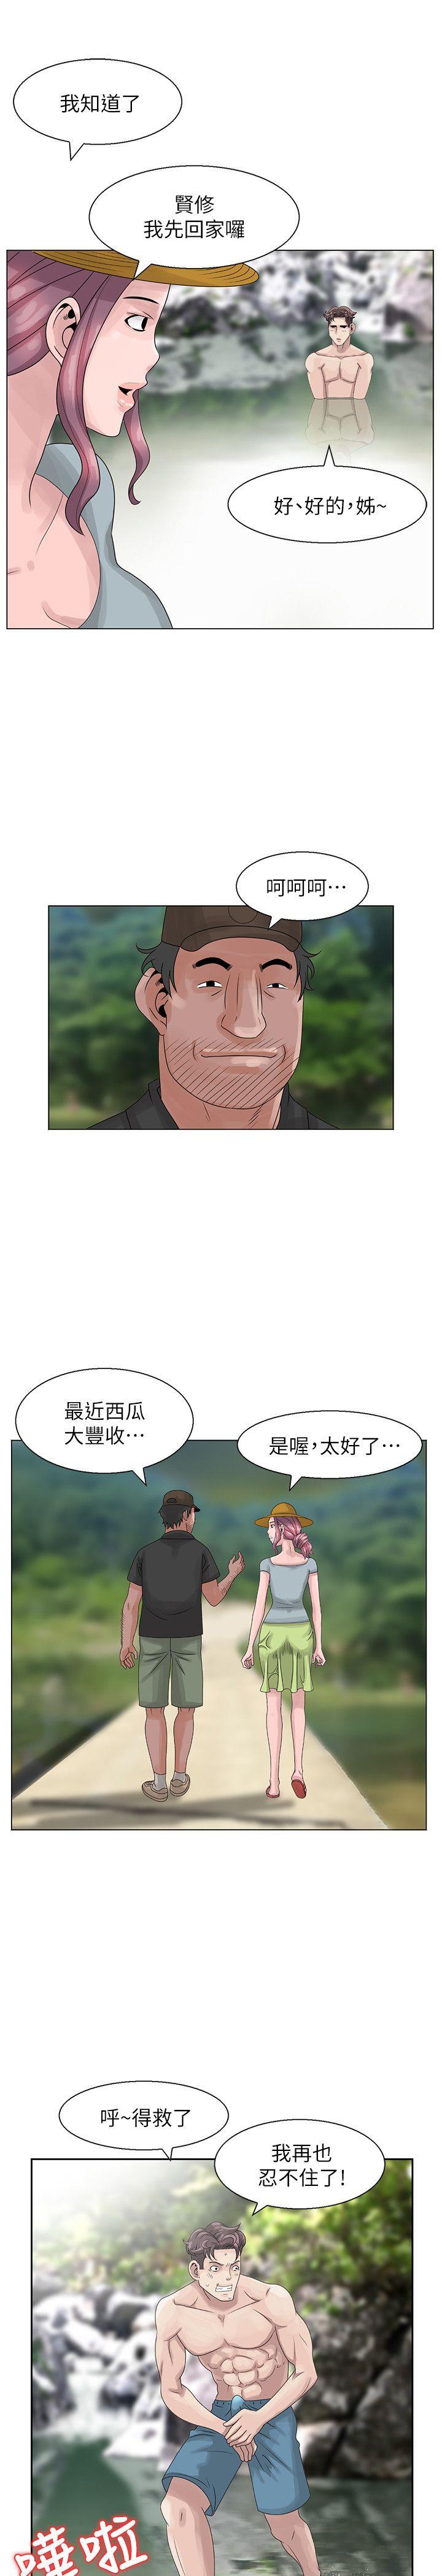 我知道了
賢修
我先回家囉
好、好的，姊~
呵呵呵⋯
最近西瓜
大豐收⋯
是喔，太好了⋯
呼~得救了
我再也
忍不住了!
嘩啦